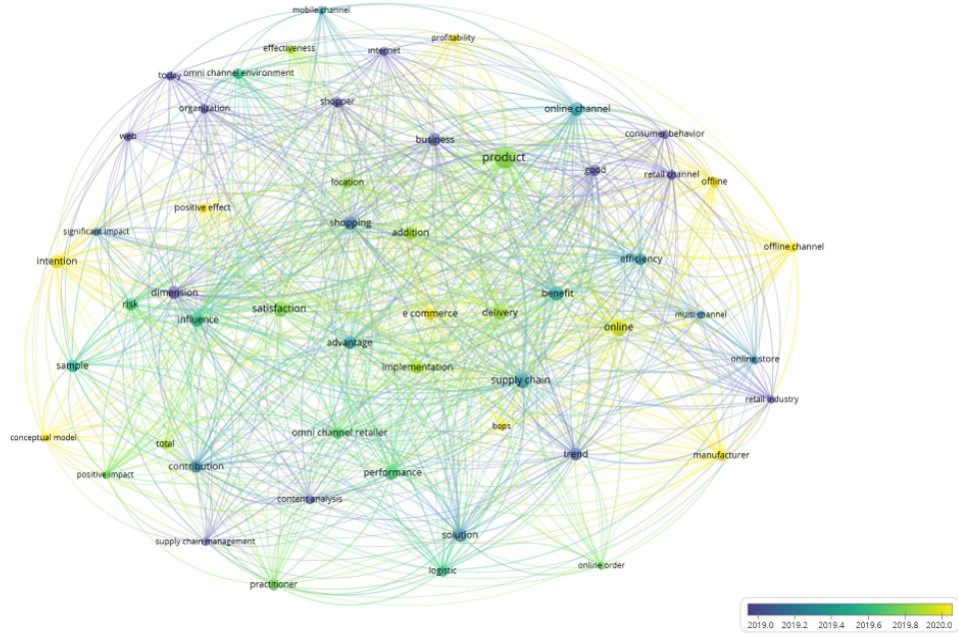 mobile channel
profitability
effectiveness
internet
today
omni channel environment
organization
shopper
online channel
web
business
consumer behavior
product
good
retail channel
offline
location
positive effect
shopping
addition
significant impact
offline channel
intention
efficiency
dimension
benefit
risk
influence
satisfaction
e commerce
delivery
multi channel
online
advantage
sample
implementation
supply chain
online store
retail industry
bops
conceptual model
total
omni channel retailer
trend
manufacturer
positive impact
contribution
performance
content analysis
supply chain management
solution
logistic
online order
practitioner
2019.0 2019.2 2019.4 2019.6 2019.8 2020.0